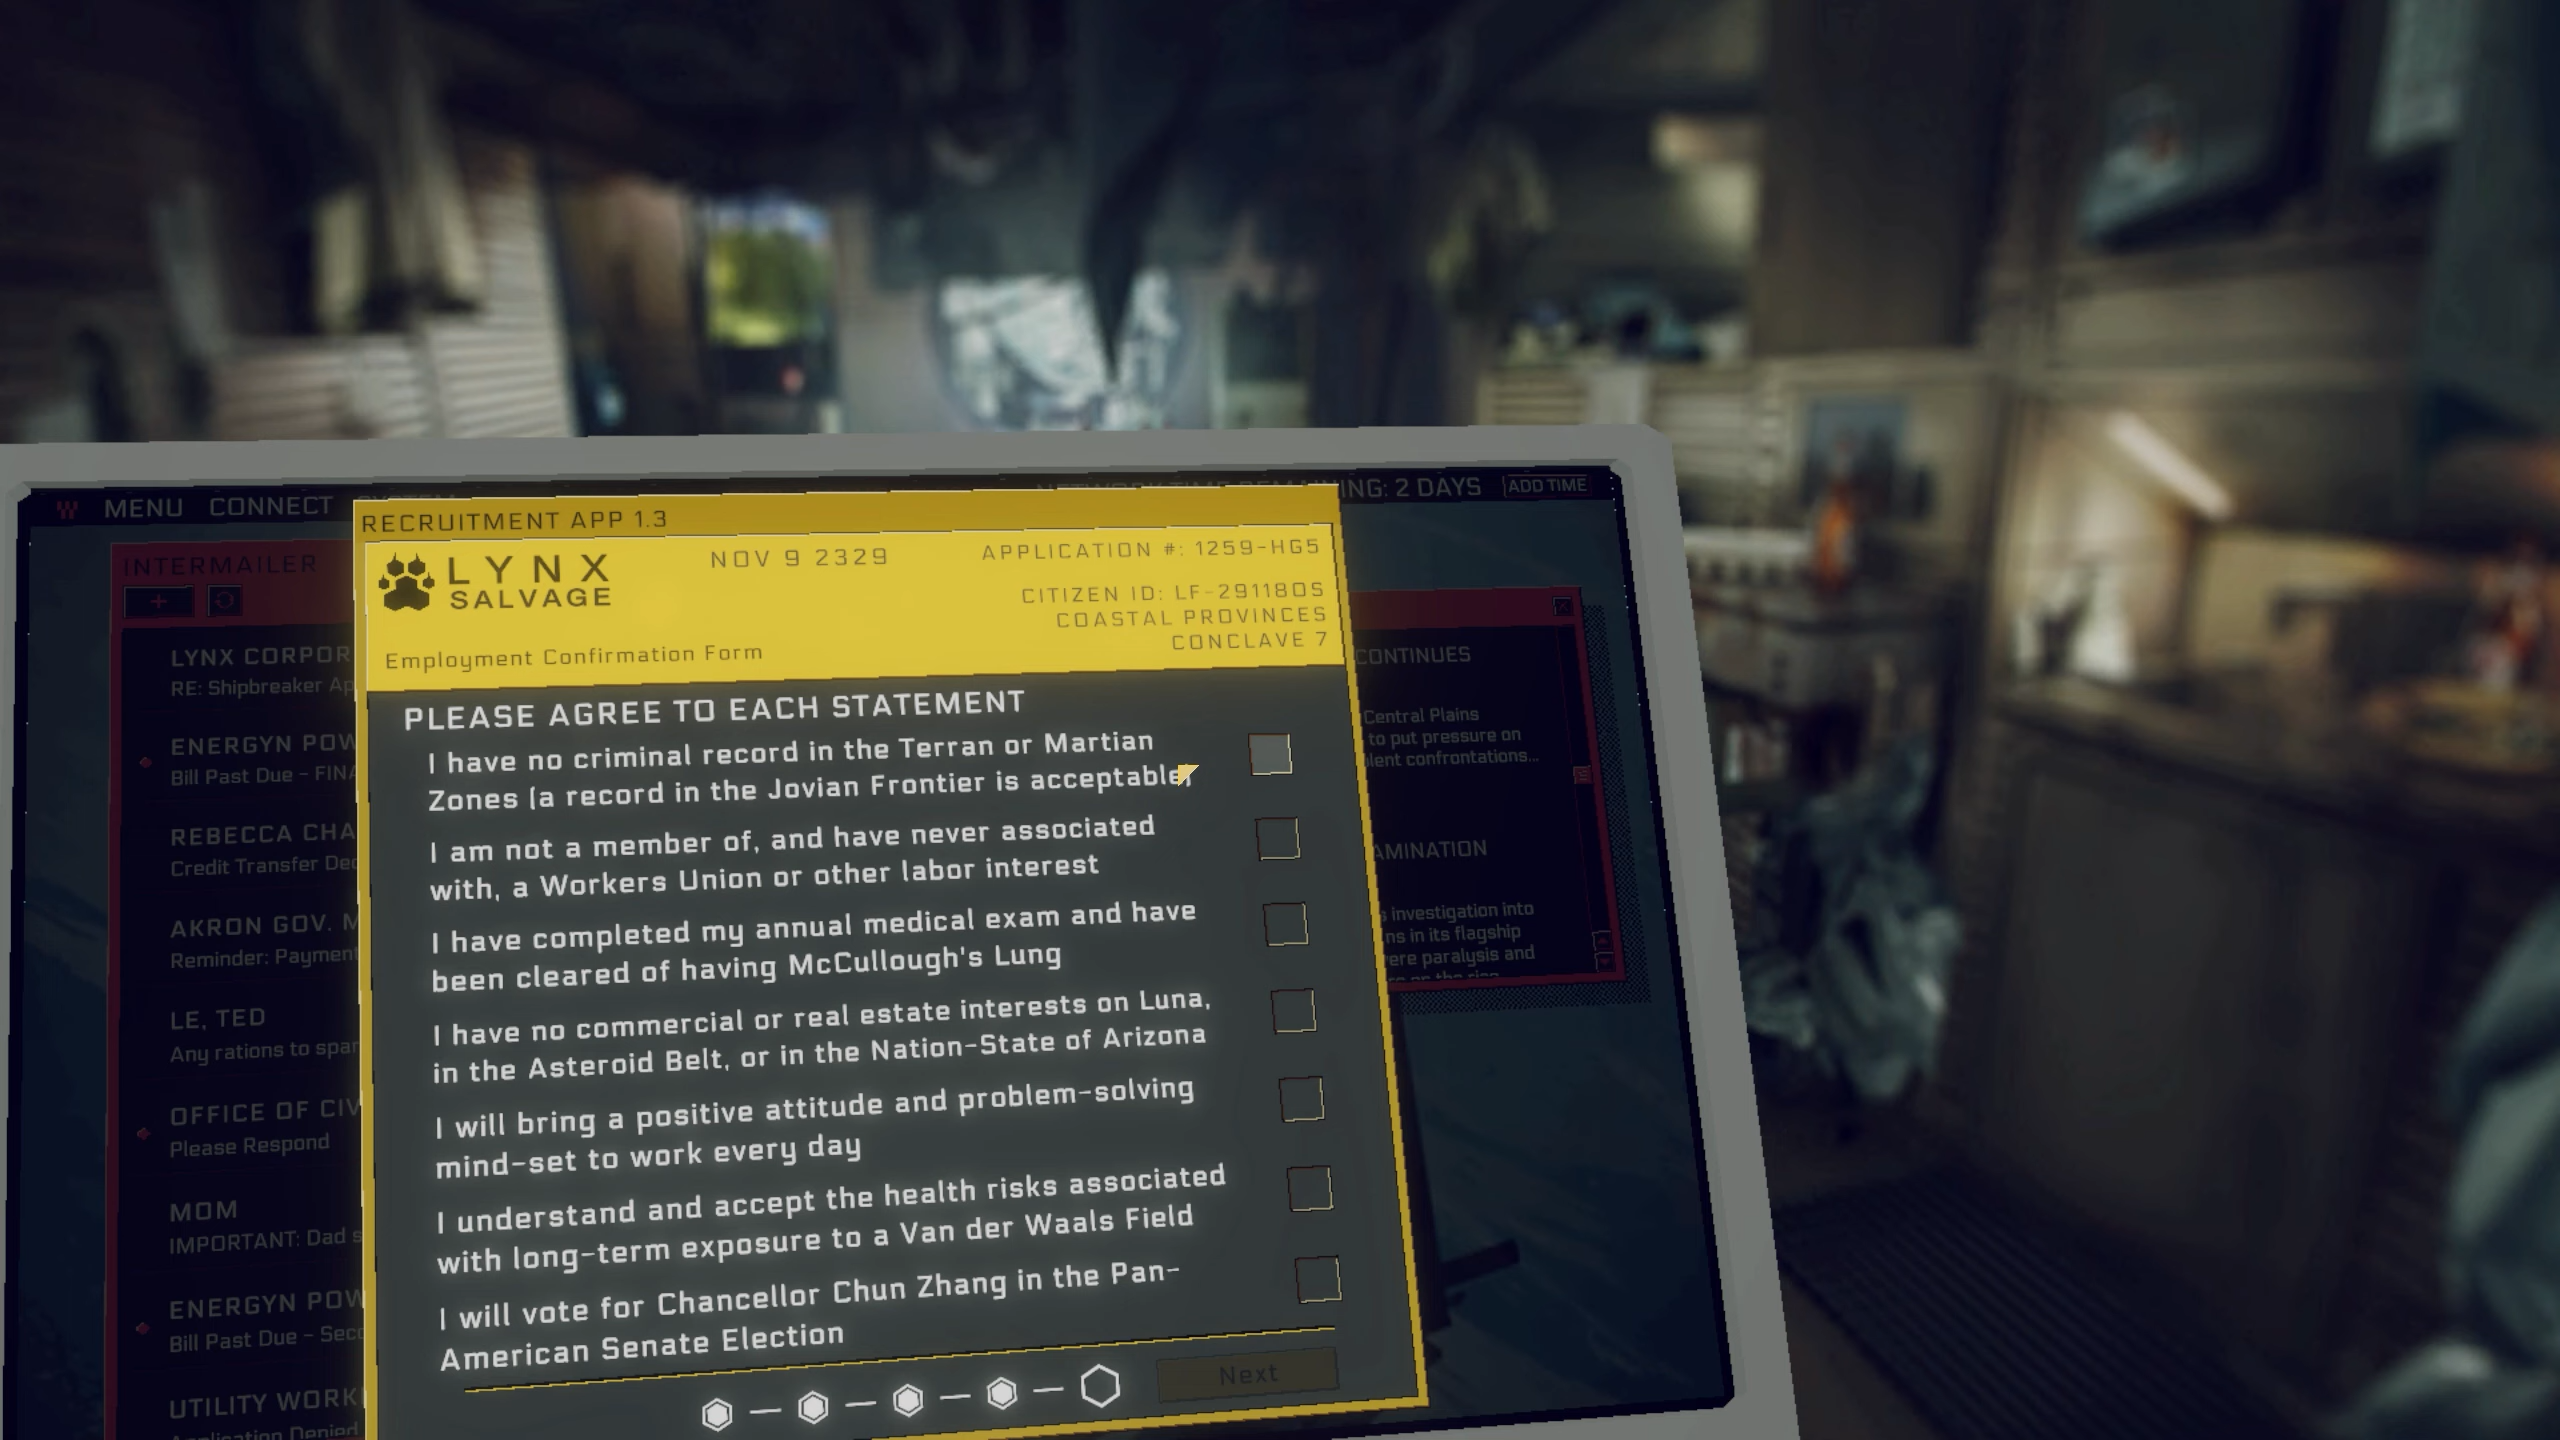 MENU CONNECT
ING: 2 DAYS ADD TIME
RECRUITMENT APP 1.3
LYNX
SALVAGE
NOV 9 2329
APPLICATION #: 1259-HG5
CITIZEN ID: LF-291180S
COASTAL PROVINCES
CONCLAVE 7
Employment Confirmation Form
PLEASE AGREE TO EACH STATEMENT
I have no criminal record in the Terran or Martian
Zones (a record in the Jovian Frontier is acceptable)
I am not a member of, and have never associated
with, a Workers Union or other labor interest
I have completed my annual medical exam and have
been cleared of having McCullough's Lung
I have no commercial or real estate interests on Luna,
in the Asteroid Belt, or in the Nation-State of Arizona
I will bring a positive attitude and problem-solving
mind-set to work every day
I understand and accept the health risks associated
with long-term exposure to a Van der Waals Field
I will vote for Chancellor Chun Zhang in the Pan-
American Senate Election
Next
INTERMAILER
LYNX CORPOR
RE: Shipbreaker Ap
ENERGYN POW
Bill Past Due - FINA
REBECCA CHA
Credit Transfer Dec
AKRON GOV. M
Reminder: Payment
LE, TED
Any rations to spar
OFFICE OF CIV
Please Respond
MOM
IMPORTANT: Dad s
ENERGYN POW
Bill Past Due - Seco
UTILITY WORK
Application Denied
CONTINUES
Central Plains
to put pressure on
lent confrontations...
AMINATION
investigation into
ns in its flagship
ere paralysis and